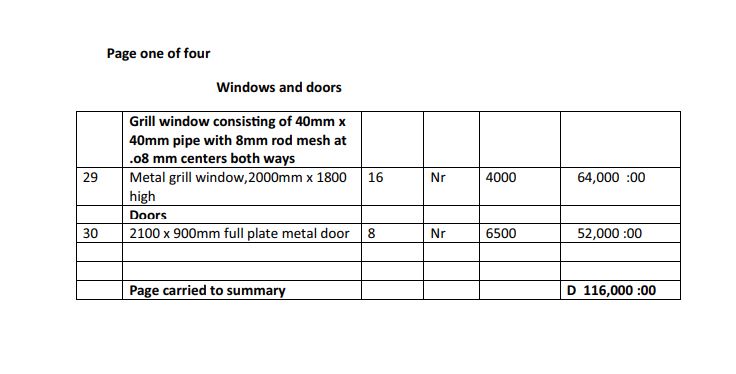 Page one of four
Windows and doors
Grill window consisting of 40mm x
40mm pipe with 8mm rod mesh at
.o8 mm centers both ways
29 Metal grill window,2000mm x 1800 16 Nr 4000 64,000 :00
high
Doors
30 2100 x 900mm full plate metal door 8 Nr 6500 52,000 :00
Page carried to summary D 116,000 :00